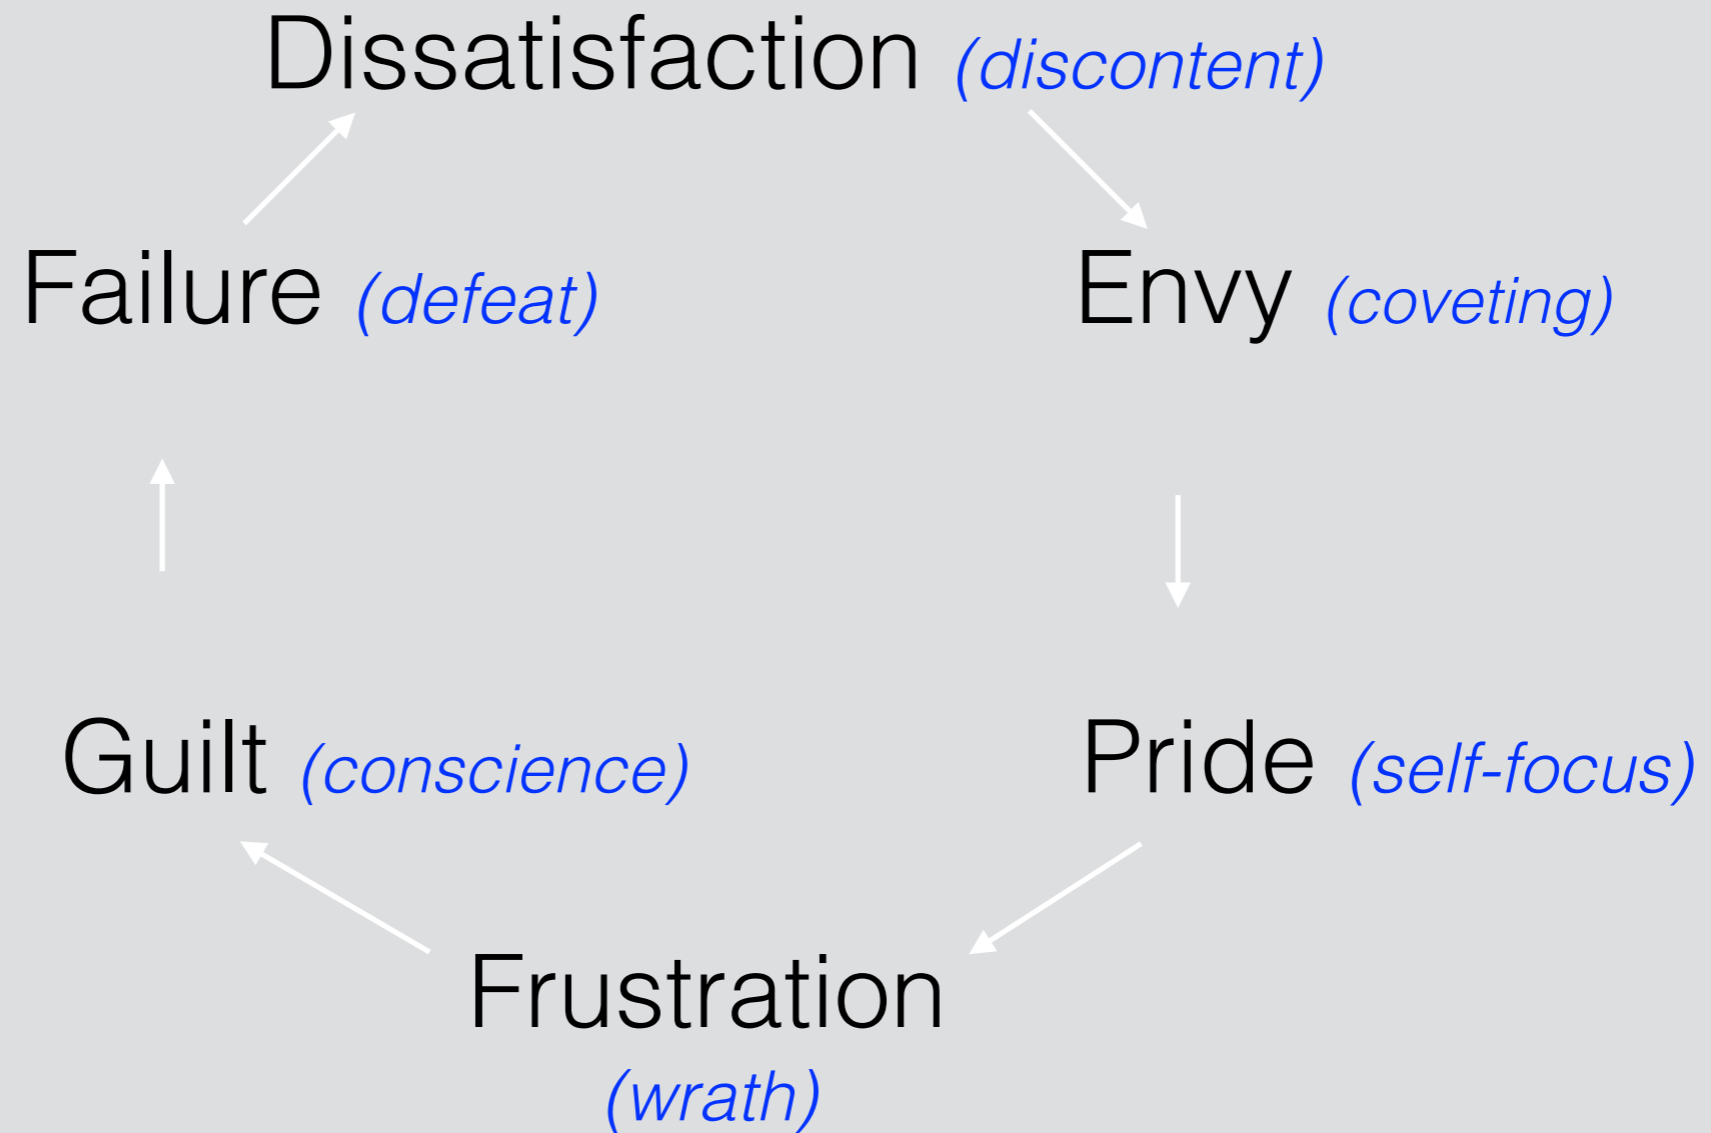 Dissatisfaction (discontent)
Failure (defeat)
Envy (coveting)
Guilt (conscience)
Pride (self-focus)
Frustration
(wrath)